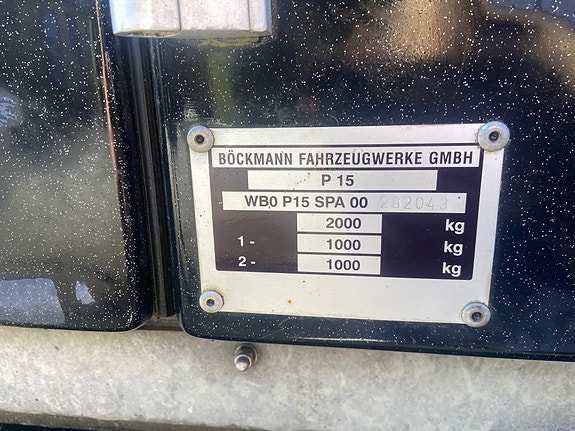 BÖCKMANN FAHRZEUGWERKE GMBH
P 15
WB0 P15 SPA 00 282043
2000 kg
1- 1000 kg
2- 1000 kg